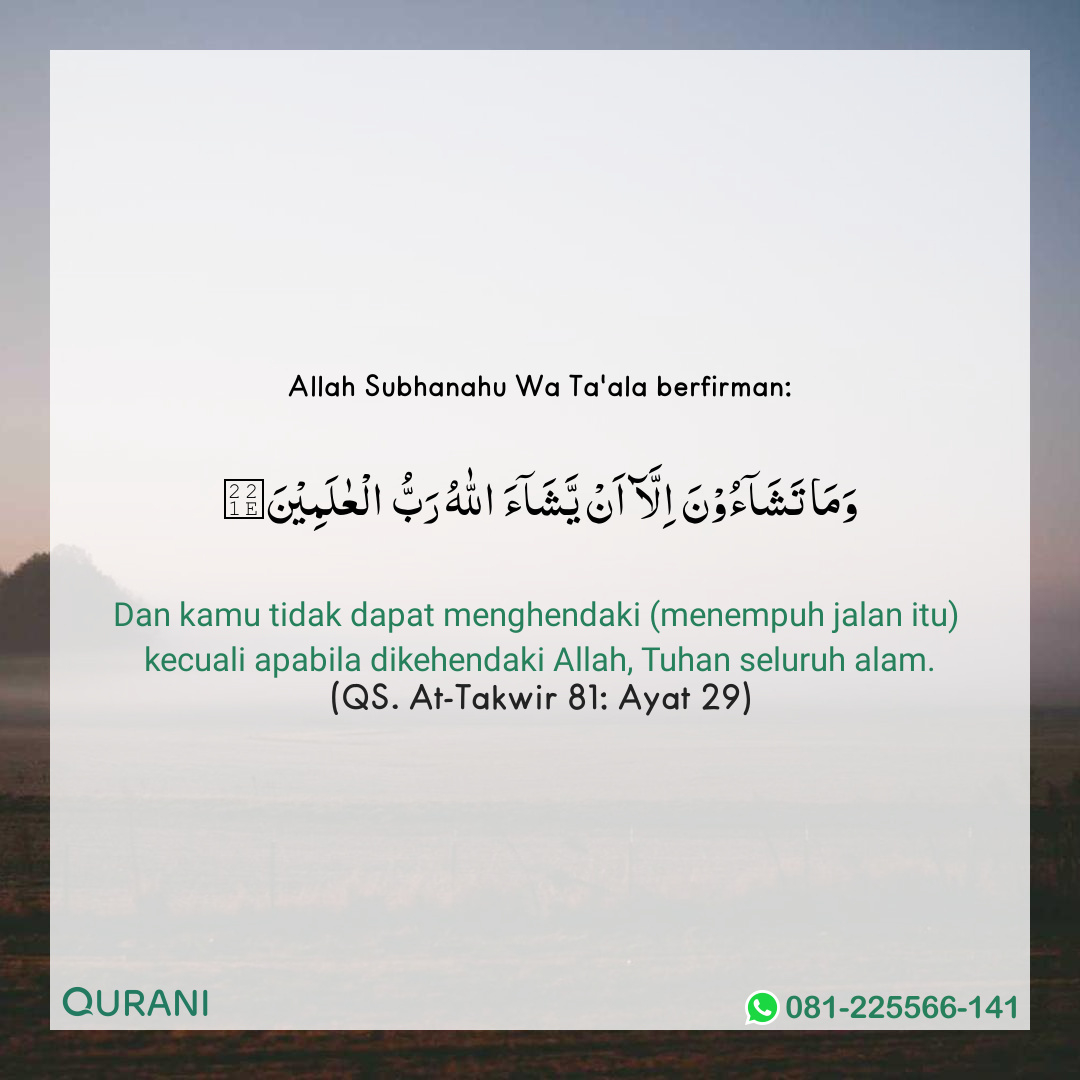 Allah Subhanahu Wa Ta'ala berfirman:
وَمَا تَشَآءُوْنَ اِلَّاۤ اَنْ يَّشَآءَ اللّٰهُ رَبُّ الْعٰلَمِيْنَ∞
Dan kamu tidak dapat menghendaki (menempuh jalan itu)
kecuali apabila dikehendaki Allah, Tuhan seluruh alam.
(QS. At-Takwir 81: Ayat 29)
QURANI
081-225566-141